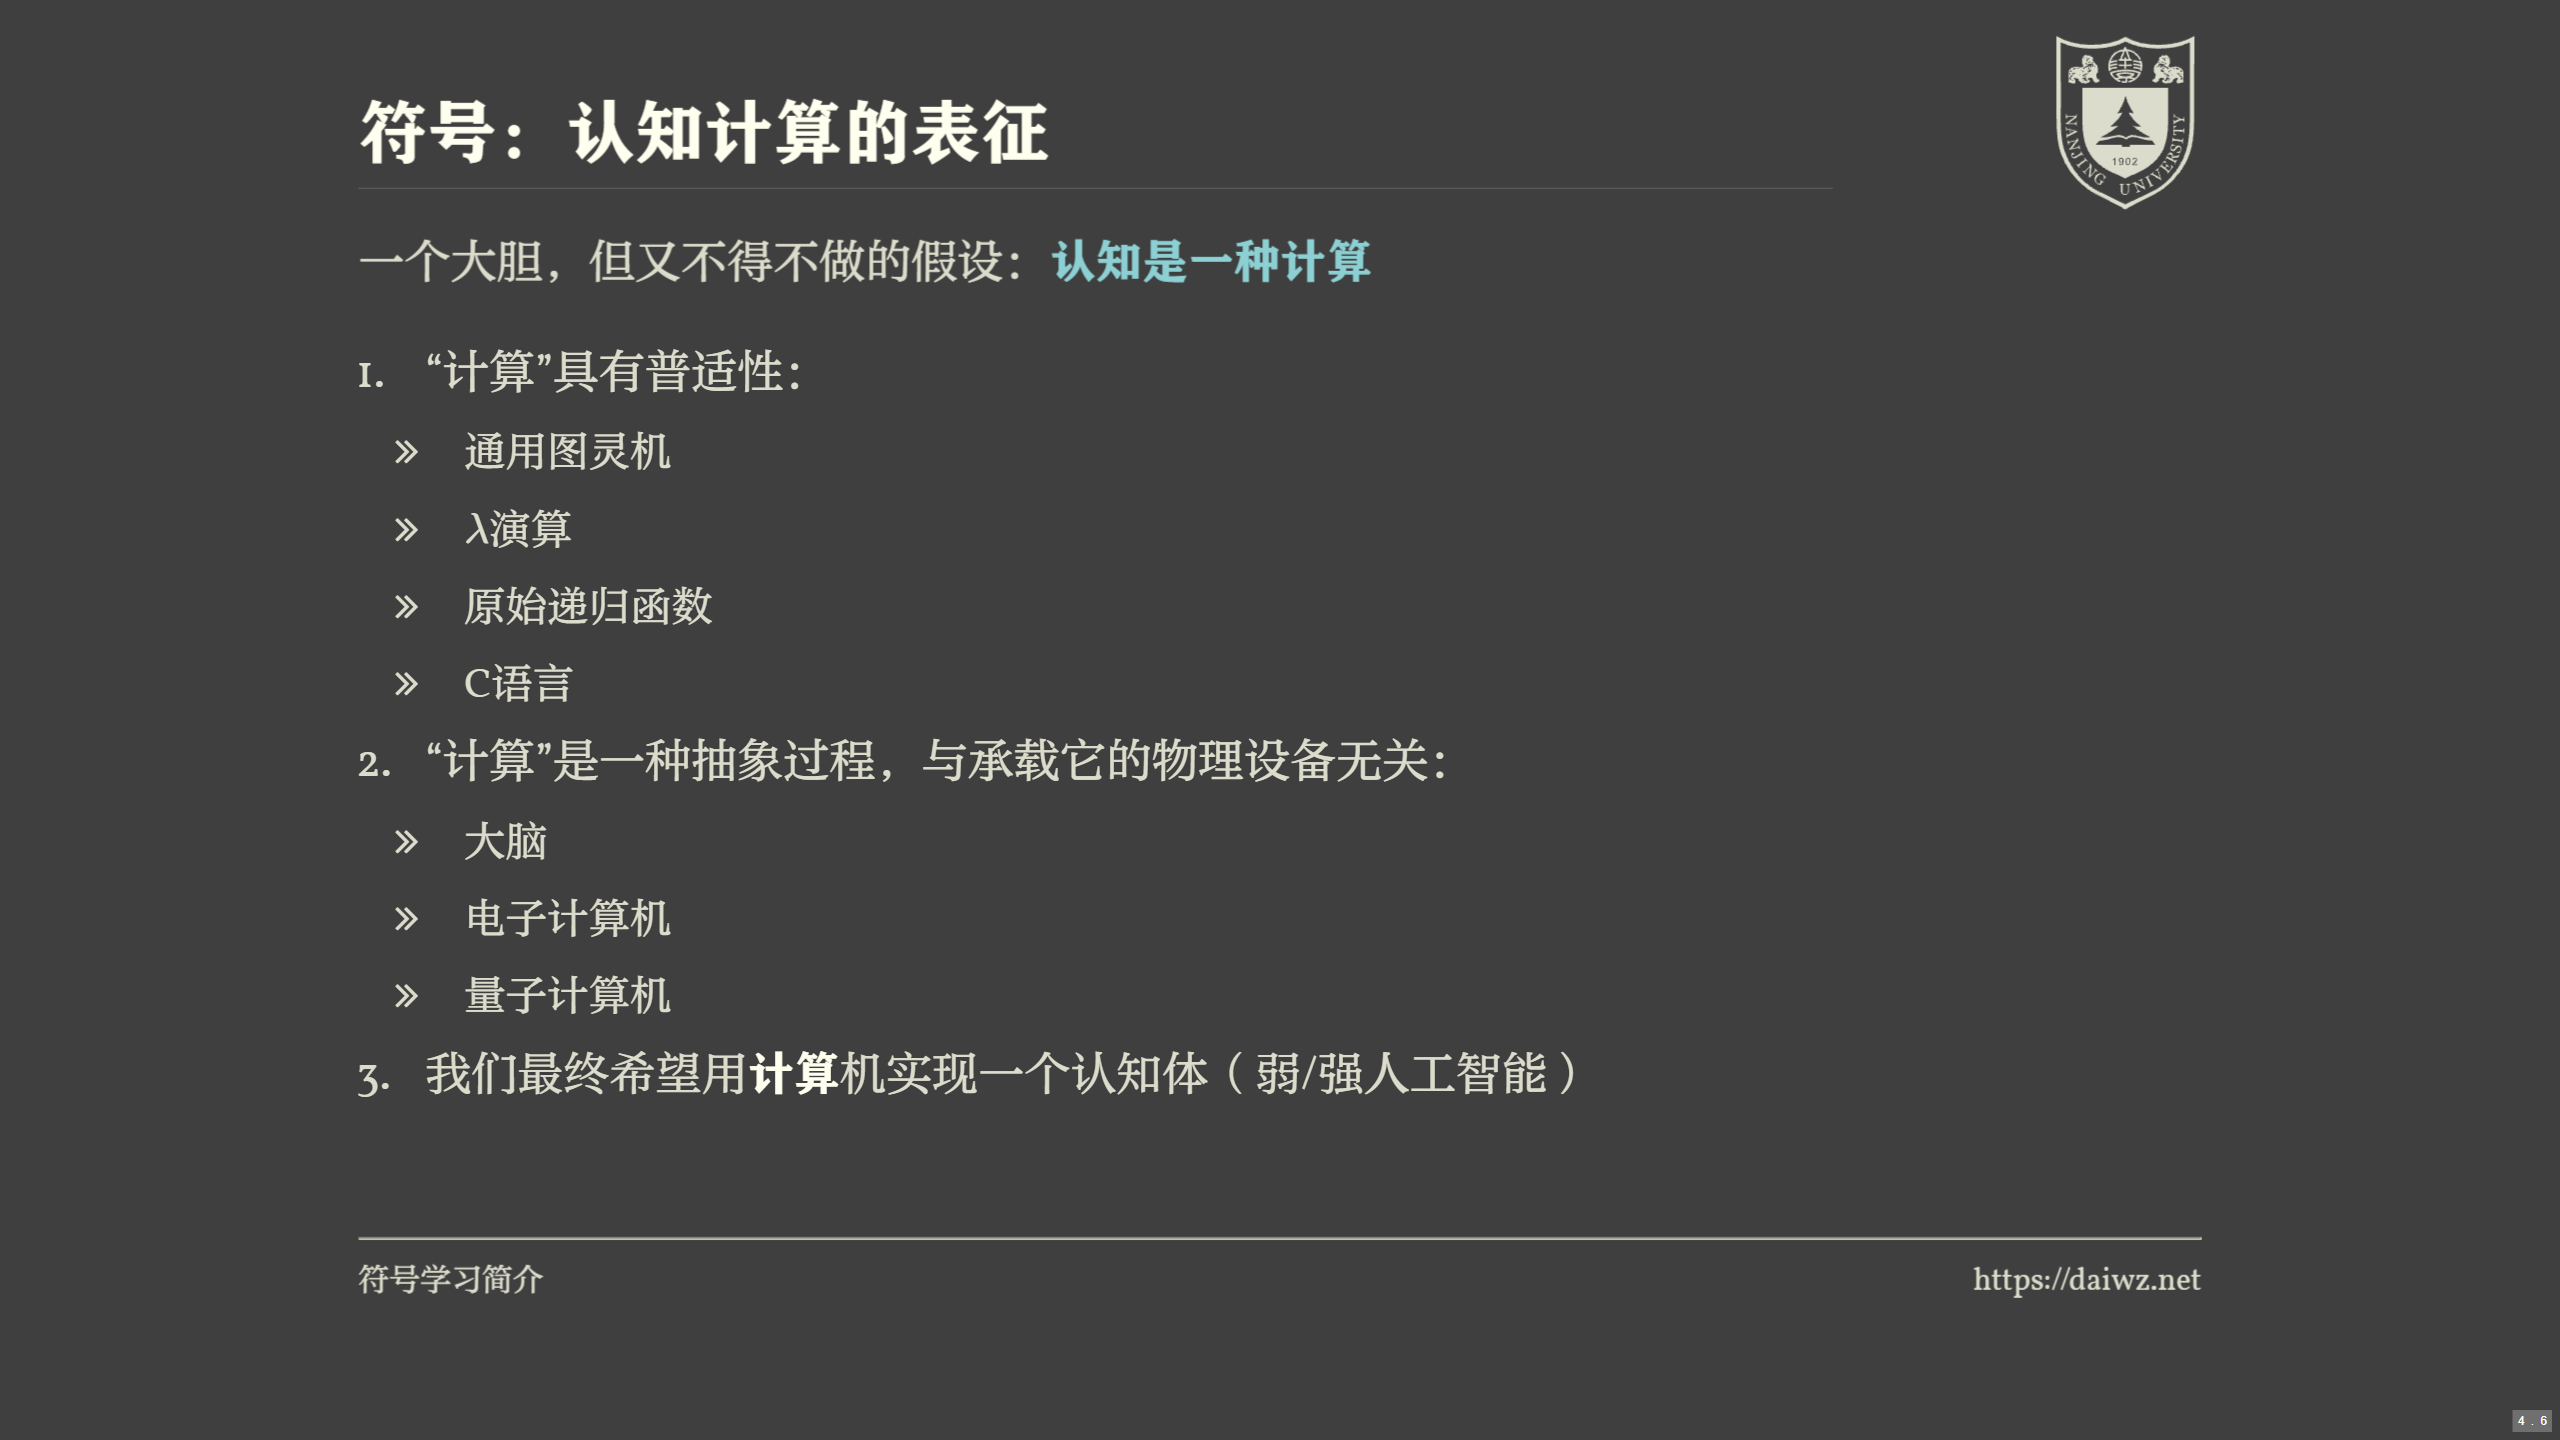 符号：认知计算的表征
NANJING UNIVERSITY
1902
一个大胆，但又不得不做的假设：认知是一种计算
1. “计算”具有普适性：
» 通用图灵机
» λ演算
» 原始递归函数
» C语言
2. “计算”是一种抽象过程，与承载它的物理设备无关：
» 大脑
» 电子计算机
» 量子计算机
3. 我们最终希望用计算机实现一个认知体（弱/强人工智能）
符号学习简介
https://daiwz.net
4.6